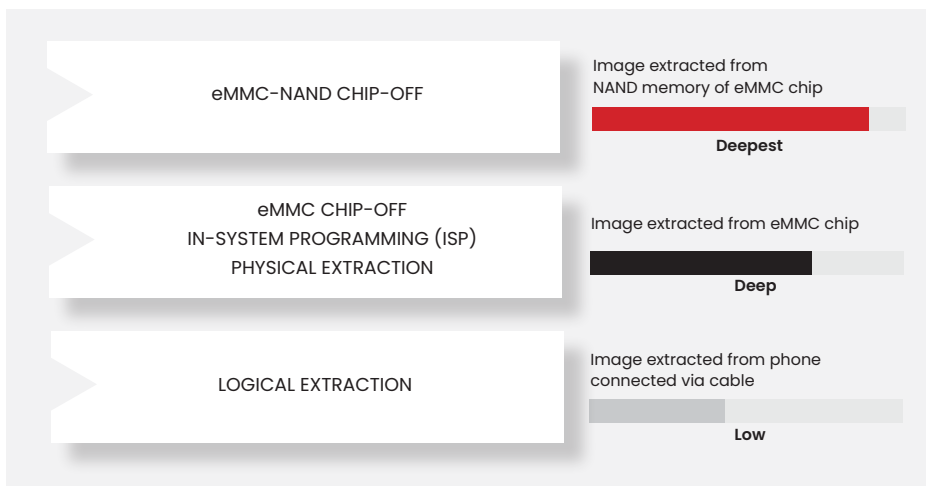 eMMC-NAND CHIP-OFF
Image extracted from
NAND memory of eMMC chip
Deepest
eMMC CHIP-OFF
IN-SYSTEM PROGRAMMING (ISP)
PHYSICAL EXTRACTION
Image extracted from eMMC chip
Deep
LOGICAL EXTRACTION
Image extracted from phone
connected via cable
Low